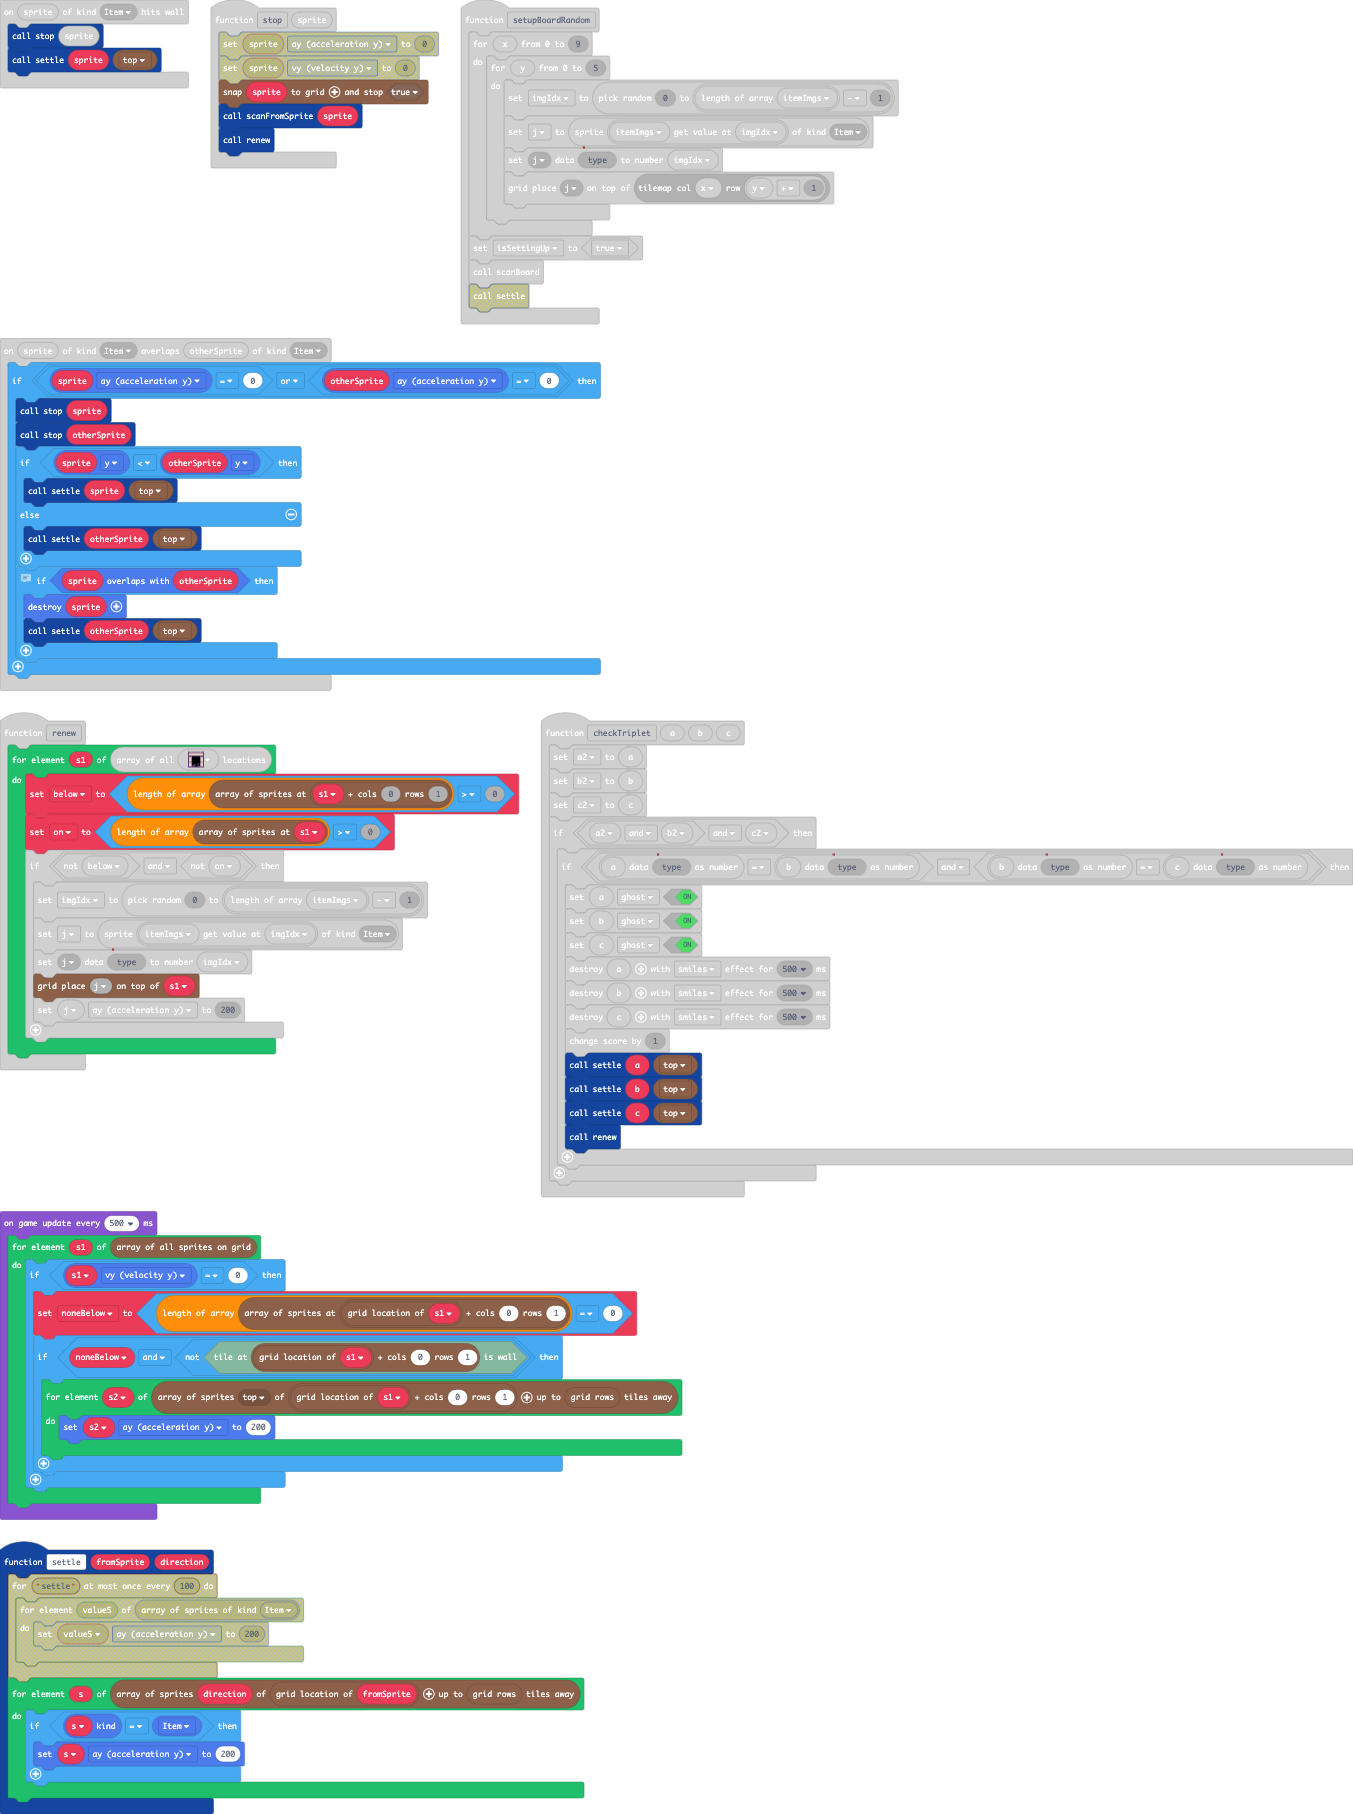 on sprite of kind Item hits wall
call stop sprite
call settle sprite top
function stop sprite
set sprite ay (acceleration y) to 0
set sprite vy (velocity y) to 0
snap sprite to grid and stop true
call scanFromSprite sprite
call renew
function setupBoardRandom
for x from 0 to 9
do
for y from 0 to 5
do
set imgIdx to pick random 0 to length of array itemImgs - 1
set j to sprite itemImgs get value at imgIdx of kind Item
set j data type to number imgIdx
grid place j on top of tilemap col x row y + 1
set isSettingUp to true
call scanBoard
call settle
on sprite of kind Item overlaps otherSprite of kind Item
if sprite ay (acceleration y) = 0 or otherSprite ay (acceleration y) = 0 then
call stop sprite
call stop otherSprite
if sprite y < otherSprite y then
call settle sprite top
else
call settle otherSprite top
if sprite overlaps with otherSprite then
destroy sprite
call settle otherSprite top
function renew
for element s1 of array of all locations
do
set below to length of array array of sprites at s1 + cols 0 rows 1 > 0
set on to length of array array of sprites at s1 > 0
if not below and not on then
set imgIdx to pick random 0 to length of array itemImgs - 1
set j to sprite itemImgs get value at imgIdx of kind Item
set j data type to number imgIdx
grid place j on top of s1
set j ay (acceleration y) to 200
function checkTriplet a b c
set a2 to a
set b2 to b
set c2 to c
if a2 and b2 and c2 then
if a data type as number = b data type as number and b data type as number = c data type as number then
set a ghost ON
set b ghost ON
set c ghost ON
destroy a with smiles effect for 500 ms
destroy b with smiles effect for 500 ms
destroy c with smiles effect for 500 ms
change score by 1
call settle a top
call settle b top
call settle c top
call renew
on game update every 500 ms
for element s1 of array of all sprites on grid
do
if s1 vy (velocity y) = 0 then
set noneBelow to length of array array of sprites at grid location of s1 + cols 0 rows 1 = 0
if noneBelow and not tile at grid location of s1 + cols 0 rows 1 is wall then
for element s2 of array of sprites top of grid location of s1 + cols 0 rows 1 up to grid rows tiles away
do
set s2 ay (acceleration y) to 200
function settle fromSprite direction
for "settle" at most once every 100 do
for element value5 of array of sprites of kind Item
do
set value5 ay (acceleration y) to 200
for element s of array of sprites direction of grid location of fromSprite up to grid rows tiles away
do
if s kind = Item then
set s ay (acceleration y) to 200